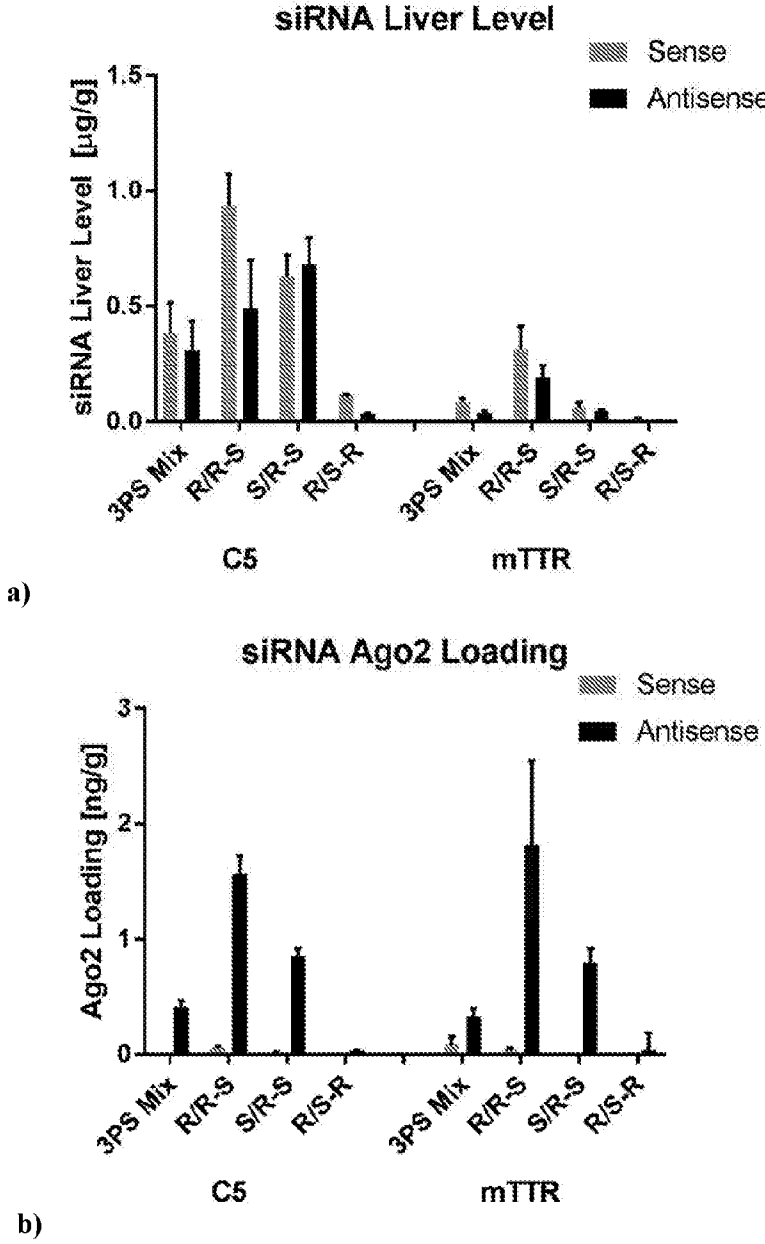 siRNA Liver Level
Sense
Antisense
siRNA Liver Level [µg/g]
1.5
1.0
0.5
0.0
3PS Mix
R/R-S
S/R-S
R/S-R
3PS Mix
R/R-S
S/R-S
R/S-R
C5
mTTR
a)
siRNA Ago2 Loading
Sense
Antisense
Ago2 Loading [ng/g]
3
2
1
0
3PS Mix
R/R-S
S/R-S
R/S-R
3PS Mix
R/R-S
S/R-S
R/S-R
C5
mTTR
b)